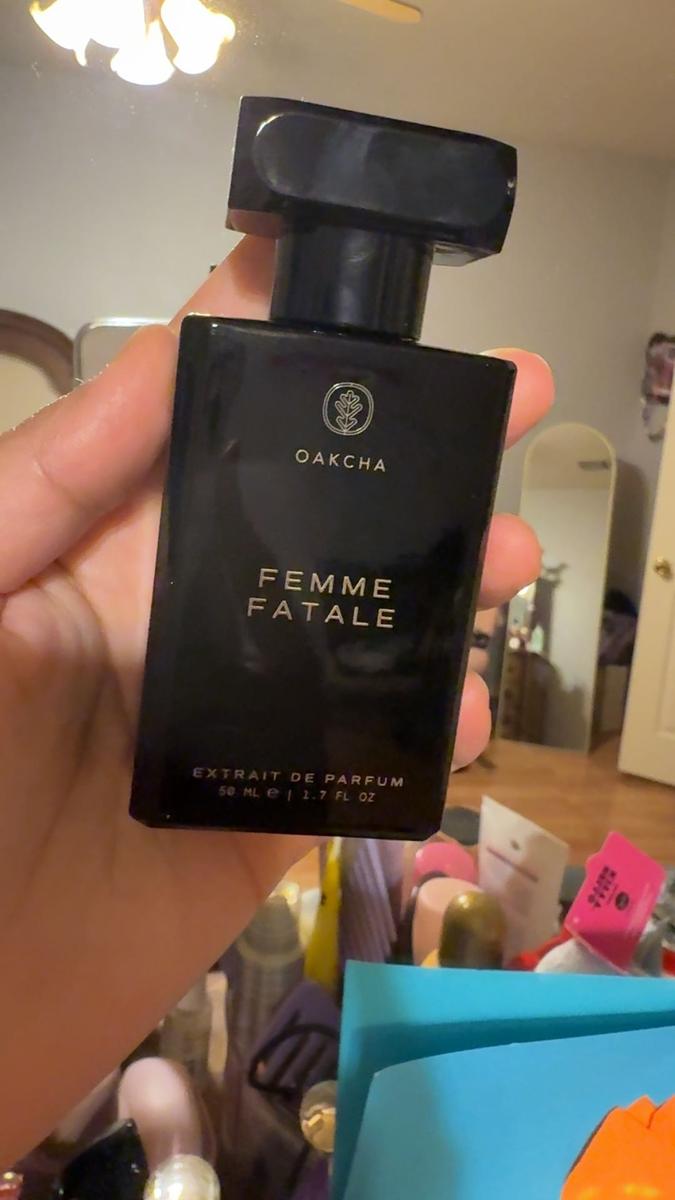 OAKCHA
FEMME
FATALE
EXTRAIT DE PARFUM
50 ML ℮ | 1.7 FL OZ